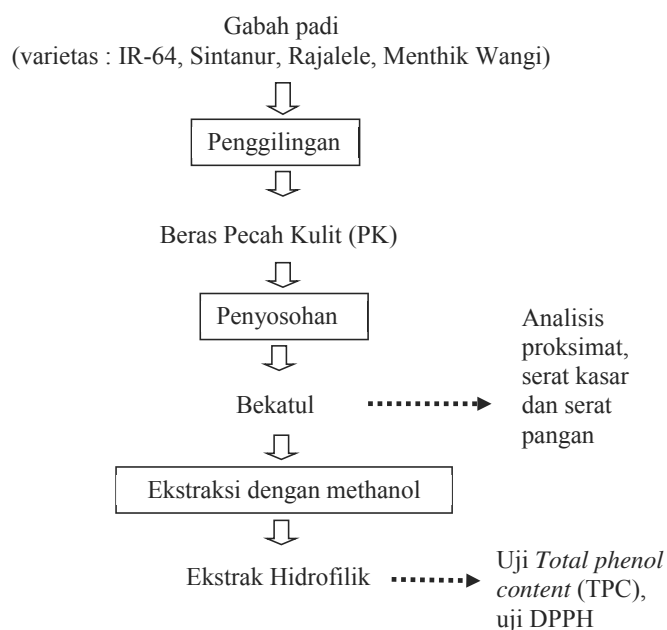 Gabah padi
(varietas : IR-64, Sintanur, Rajalele, Menthik Wangi)
Penggilingan
Beras Pecah Kulit (PK)
Penyosohan
Bekatul
Analisis
proksimat,
serat kasar
dan serat
pangan
Ekstraksi dengan methanol
Ekstrak Hidrofilik
Uji Total phenol
content (TPC),
uji DPPH